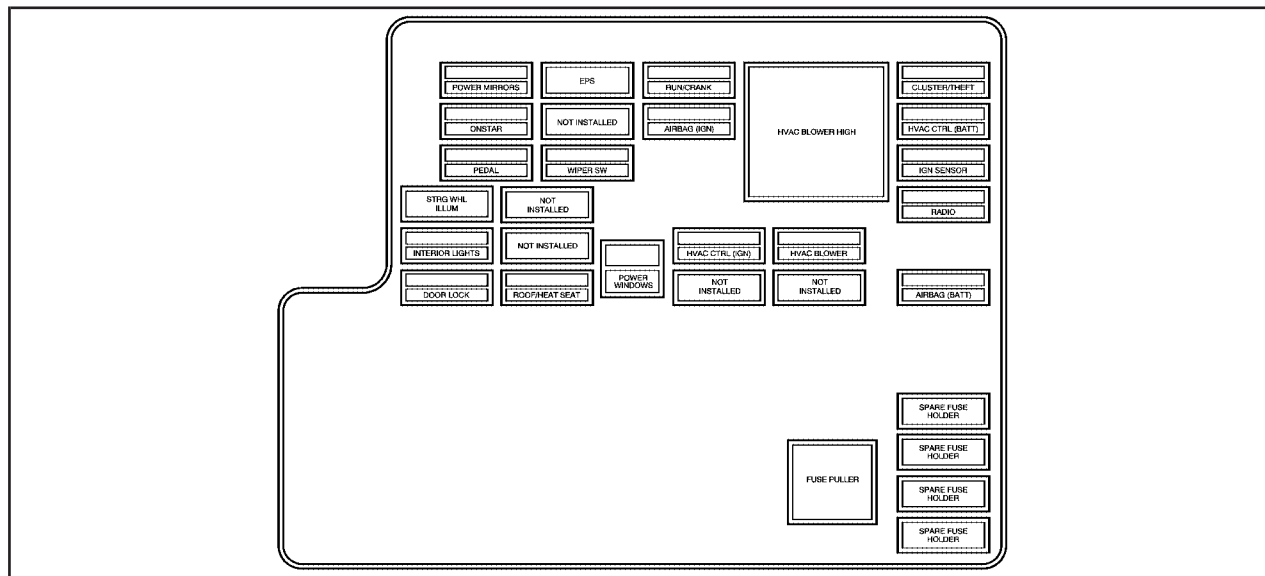 POWER MIRRORS
EPS
RUN/CRANK
CLUSTER/THEFT
ONSTAR
NOT INSTALLED
AIRBAG (IGN)
HVAC BLOWER HIGH
HVAC CTRL (BATT)
PEDAL
WIPER SW
IGN SENSOR
STRG WHL
ILLUM
NOT
INSTALLED
RADIO
INTERIOR LIGHTS
NOT INSTALLED
HVAC CTRL (IGN)
HVAC BLOWER
POWER
WINDOWS
DOOR LOCK
ROOF/HEAT SEAT
NOT
INSTALLED
NOT
INSTALLED
AIRBAG (BATT)
SPARE FUSE
HOLDER
SPARE FUSE
HOLDER
FUSE PULLER
SPARE FUSE
HOLDER
SPARE FUSE
HOLDER